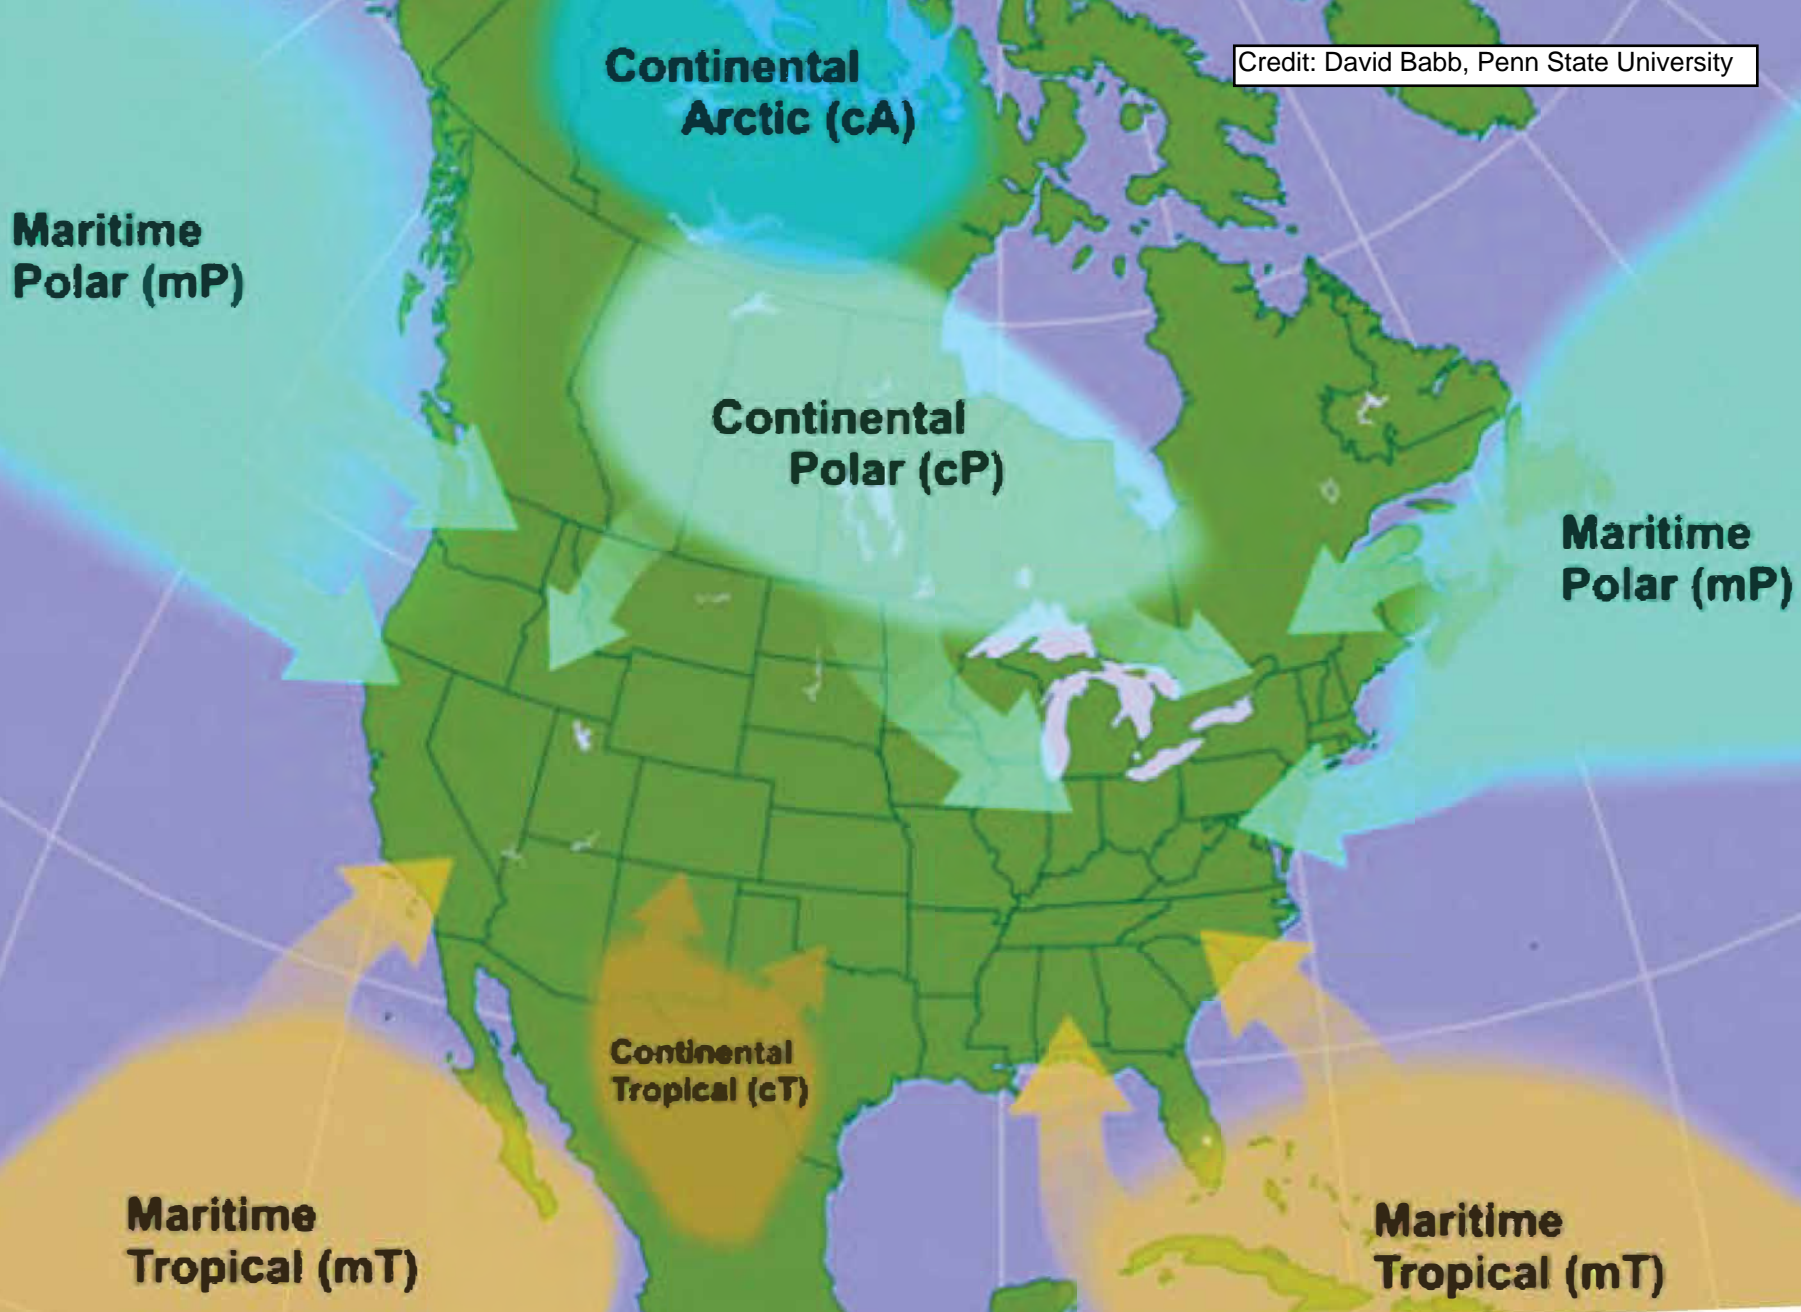 Continental
Arctic (cA)
Credit: David Babb, Penn State University
Maritime
Polar (mP)
Continental
Polar (cP)
Maritime
Polar (mP)
Continental
Tropical (cT)
Maritime
Tropical (mT)
Maritime
Tropical (mT)